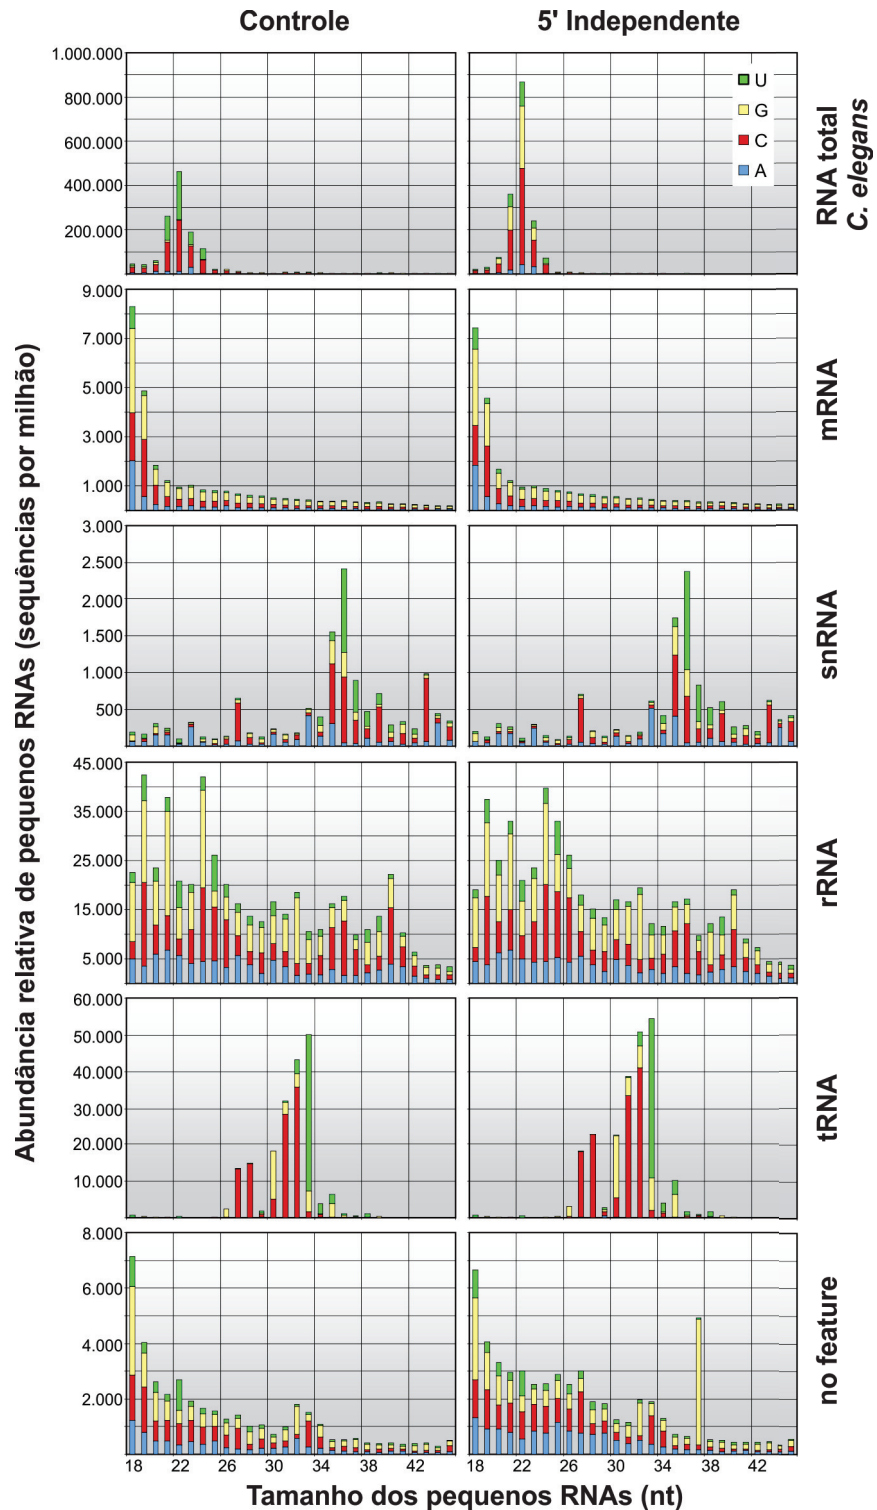 Controle
5' Independente
1.000.000
800.000
600.000
400.000
200.000
U
G
C
A
RNA total
C. elegans
9.000
7.000
5.000
3.000
1.000
mRNA
3.000
2.500
2.000
1.500
1.000
500
snRNA
45.000
35.000
25.000
15.000
5.000
rRNA
60.000
50.000
40.000
30.000
20.000
10.000
tRNA
8.000
6.000
4.000
2.000
no feature
18 22 26 30 34 38 42
18 22 26 30 34 38 42
Tamanho dos pequenos RNAs (nt)
Abundância relativa de pequenos RNAs (sequências por milhão)